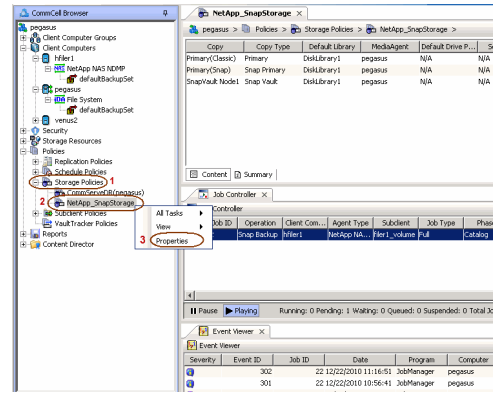 CommCell Browser
pegasus
Client Computer Groups
Client Computers
hfiler1
NetApp NAS NDMP
defaultBackupSet
pegasus
File System
defaultBackupSet
venus2
Security
Storage Resources
Policies
Replication Policies
Schedule Policies
Storage Policies 1
CommServeDR(pegasus)
2 NetApp_SnapStorage
Subclient Policies
VaultTracker Policies
Reports
Content Director
All Tasks
View
3 Properties
NetApp_SnapStorage
pegasus > Policies > Storage Policies > NetApp_SnapStorage >
Copy Copy Type Default Library MediaAgent Default Drive P...
Primary(Classic) Primary DiskLibrary1 pegasus N/A N/A
Primary(Snap) Snap Primary DiskLibrary1 pegasus N/A N/A
SnapVault Node1 Snap Vault DiskLibrary1 pegasus N/A N/A
Content Summary
Job Controller
Controller
Job ID Operation Client Com... Agent Type Subclient Job Type Phas
Snap Backup hfiler1 NetApp NA... filer1_volume Full Catalog
Pause Playing Running: 0 Pending: 1 Waiting: 0 Queued: 0 Suspended: 0 Total Jo
Event Viewer
Event Viewer
Severity Event ID Job ID Date Program Computer
302 22 12/22/2010 11:16:51 JobManager pegasus
301 22 12/22/2010 10:56:41 JobManager pegasus